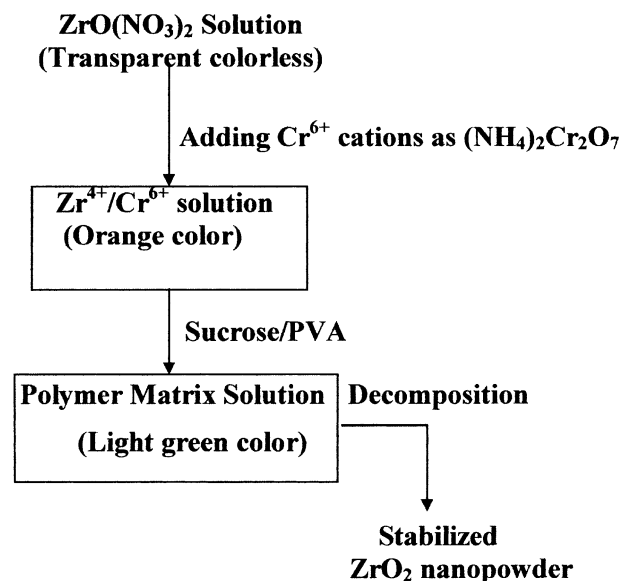 ZrO(NO₃)₂ Solution
(Transparent colorless)
Adding Cr⁶⁺ cations as (NH₄)₂Cr₂O₇
Zr⁴⁺/Cr⁶⁺ solution
(Orange color)
Sucrose/PVA
Polymer Matrix Solution
(Light green color)
Decomposition
Stabilized
ZrO₂ nanopowder